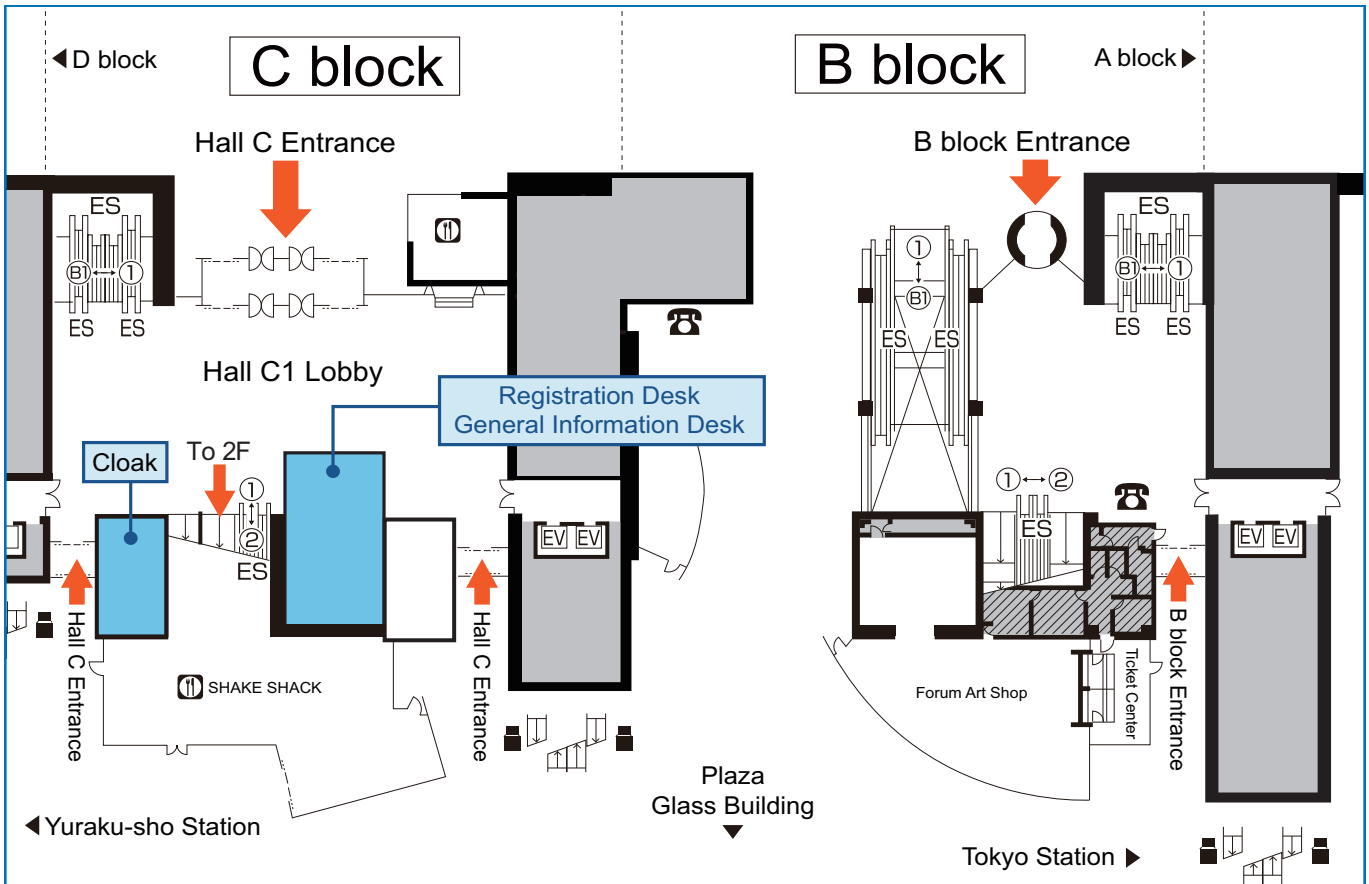 ◀D block
C block
B block
A block▶
Hall C Entrance
B block Entrance
ES
B1 ↔ 1
ES ES
1
↕
B1
ES ES
ES
B1 ↔ 1
ES ES
Hall C1 Lobby
Registration Desk
General Information Desk
Cloak
To 2F
1
↕
2
ES
EV EV
1 ↔ 2
ES
EV EV
Hall C Entrance
Hall C Entrance
SHAKE SHACK
Forum Art Shop
Ticket Center
B block Entrance
Plaza
Glass Building
▼
◀Yuraku-sho Station
Tokyo Station ▶